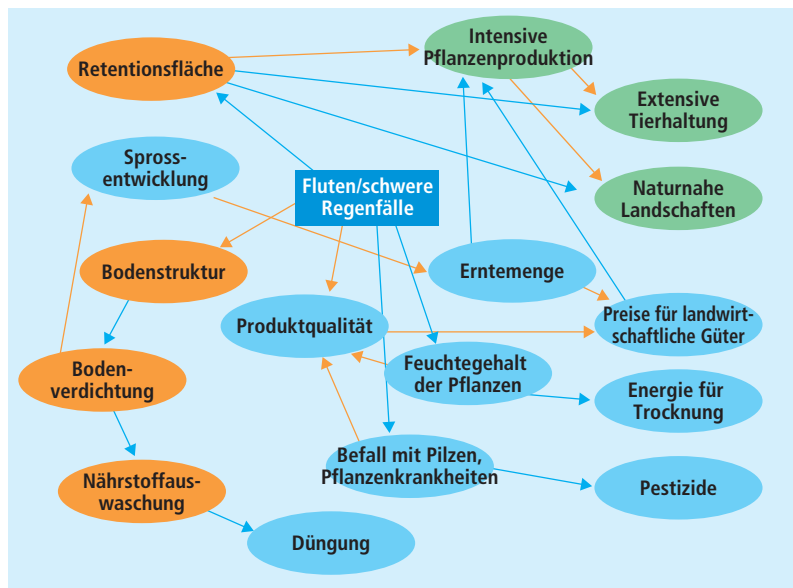 Intensive
Pflanzenproduktion
Retentionsfläche
Extensive
Tierhaltung
Spross-
entwicklung
Fluten/schwere
Regenfälle
Naturnahe
Landschaften
Bodenstruktur
Erntemenge
Produktqualität
Preise für landwirt-
schaftliche Güter
Boden-
verdichtung
Feuchtegehalt
der Pflanzen
Energie für
Trocknung
Befall mit Pilzen,
Pflanzenkrankheiten
Nährstoffaus-
waschung
Pestizide
Düngung